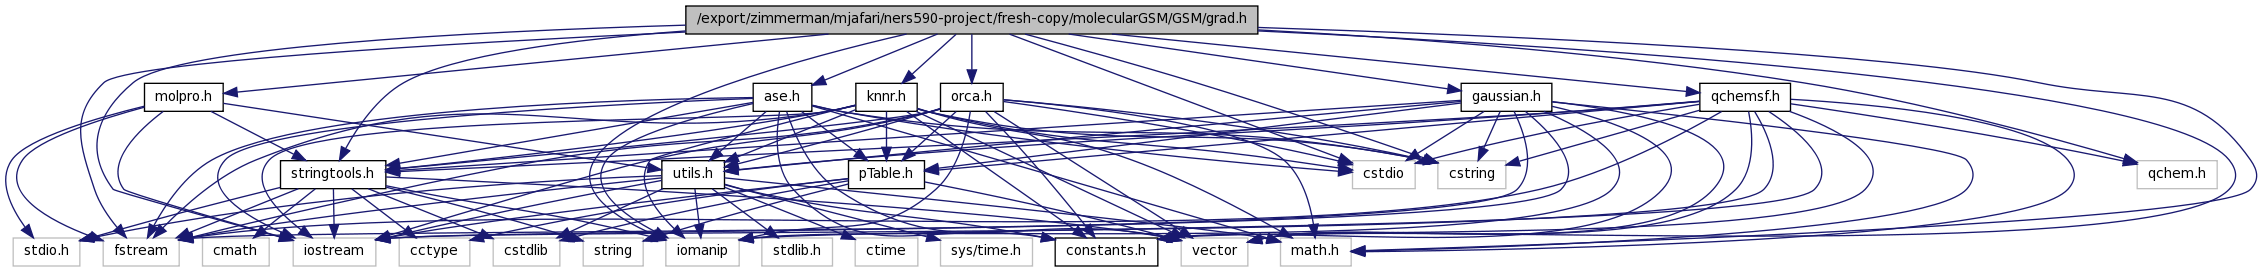 /export/zimmerman/mjafari/ners590-project/fresh-copy/molecularGSM/GSM/grad.h
molpro.h
ase.h
knnr.h
orca.h
gaussian.h
qchemsf.h
stringtools.h
utils.h
pTable.h
cstdio
cstring
qchem.h
stdio.h
fstream
cmath
iostream
cctype
cstdlib
string
iomanip
stdlib.h
ctime
sys/time.h
constants.h
vector
math.h